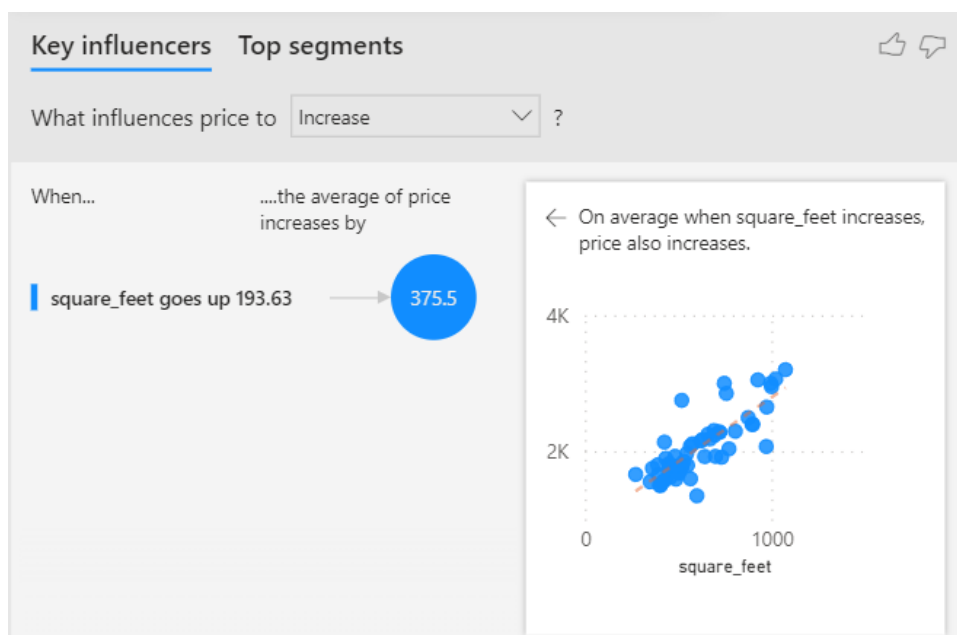 Key influencers Top segments
What influences price to Increase ?
When...
....the average of price
increases by
square_feet goes up 193.63
375.5
On average when square_feet increases,
price also increases.
4K
2K
0 1000
square_feet